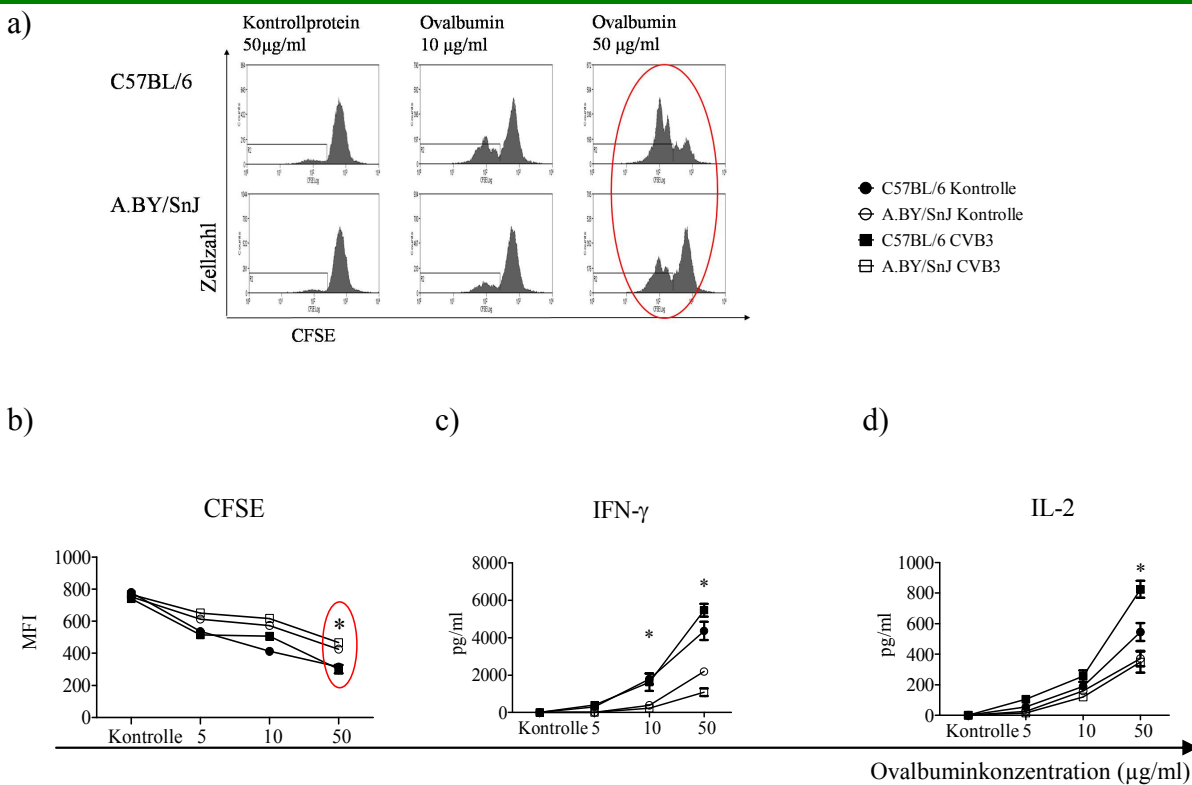 a)
Kontrollprotein
50µg/ml
Ovalbumin
10 µg/ml
Ovalbumin
50 µg/ml
C57BL/6
A.BY/SnJ
Zellzahl
CFSE
C57BL/6 Kontrolle
A.BY/SnJ Kontrolle
C57BL/6 CVB3
A.BY/SnJ CVB3
b)
CFSE
MFI
1000
800
600
400
200
0
*
Kontrolle 5 10 50
c)
IFN-γ
pg/ml
8000
6000
4000
2000
0
* *
Kontrolle 5 10 50
d)
IL-2
pg/ml
1000
800
600
400
200
0
*
Kontrolle 5 10 50
Ovalbuminkonzentration (µg/ml)